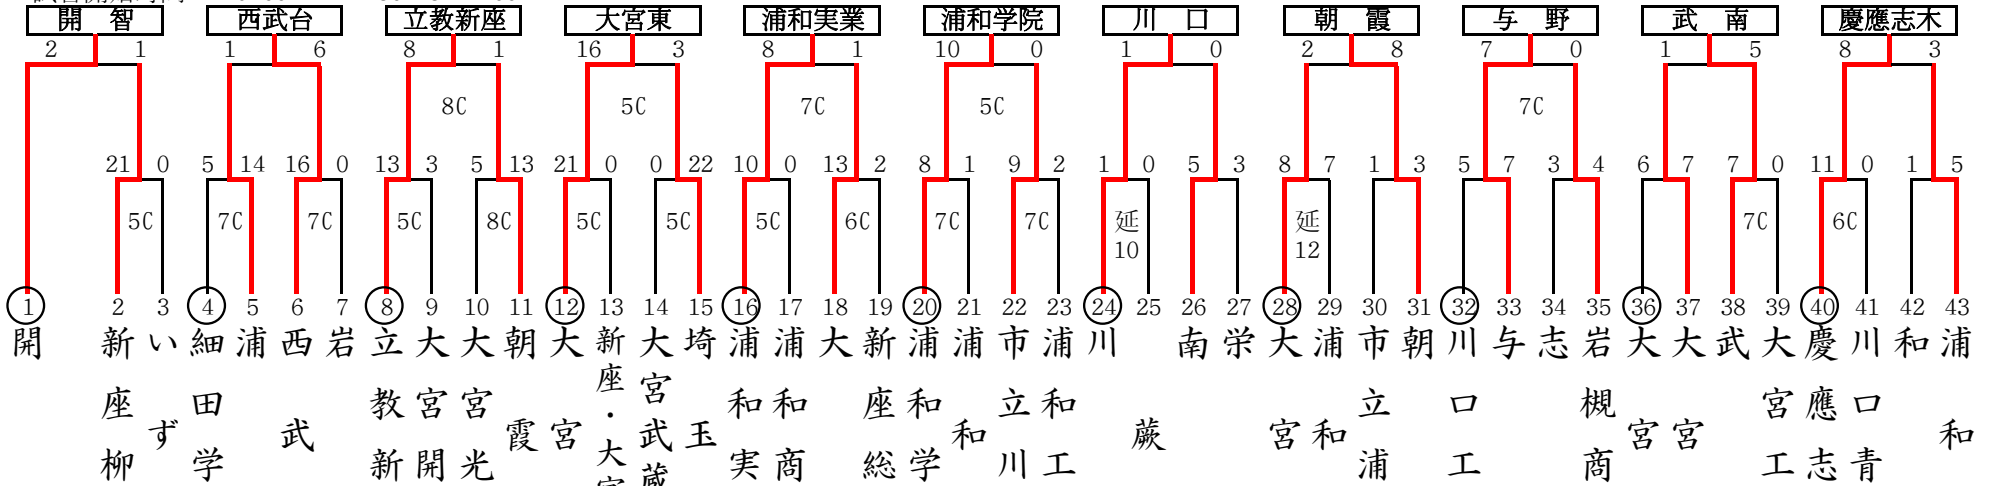 開　智　西武台　立教新座　大宮東　浦和実業　浦和学院　川　口　朝　霞　与　野　武　南　慶應志木
2 1 1 6 8 1 16 3 8 1 10 0 1 0 2 8 7 0 1 5 8 3
8C 5C 7C 5C 7C
21 0 5 14 16 0 13 3 5 13 21 0 0 22 10 0 13 2 8 1 9 2 1 0 5 3 8 7 1 3 5 7 3 4 6 7 7 0 11 0 1 5
5C 7C 7C 5C 8C 5C 5C 5C 6C 7C 7C 延10 延12 7C 6C
1 2 3 4 5 6 7 8 9 10 11 12 13 14 15 16 17 18 19 20 21 22 23 24 25 26 27 28 29 30 31 32 33 34 35 36 37 38 39 40 41 42 43
開
新座柳
いず
細田学
浦
西武
岩
立教新
大宮開
大宮光
朝霞
大宮
新座・大宮
大宮武蔵
埼玉
浦和実
浦和商
大
新座総
浦和学
浦和
市立川
浦和工
川
蕨
南
栄
大宮
浦和
市立浦
朝
川口工
与
志
岩槻商
大宮
大宮
武
大宮工
慶應志
川口青
和
浦和